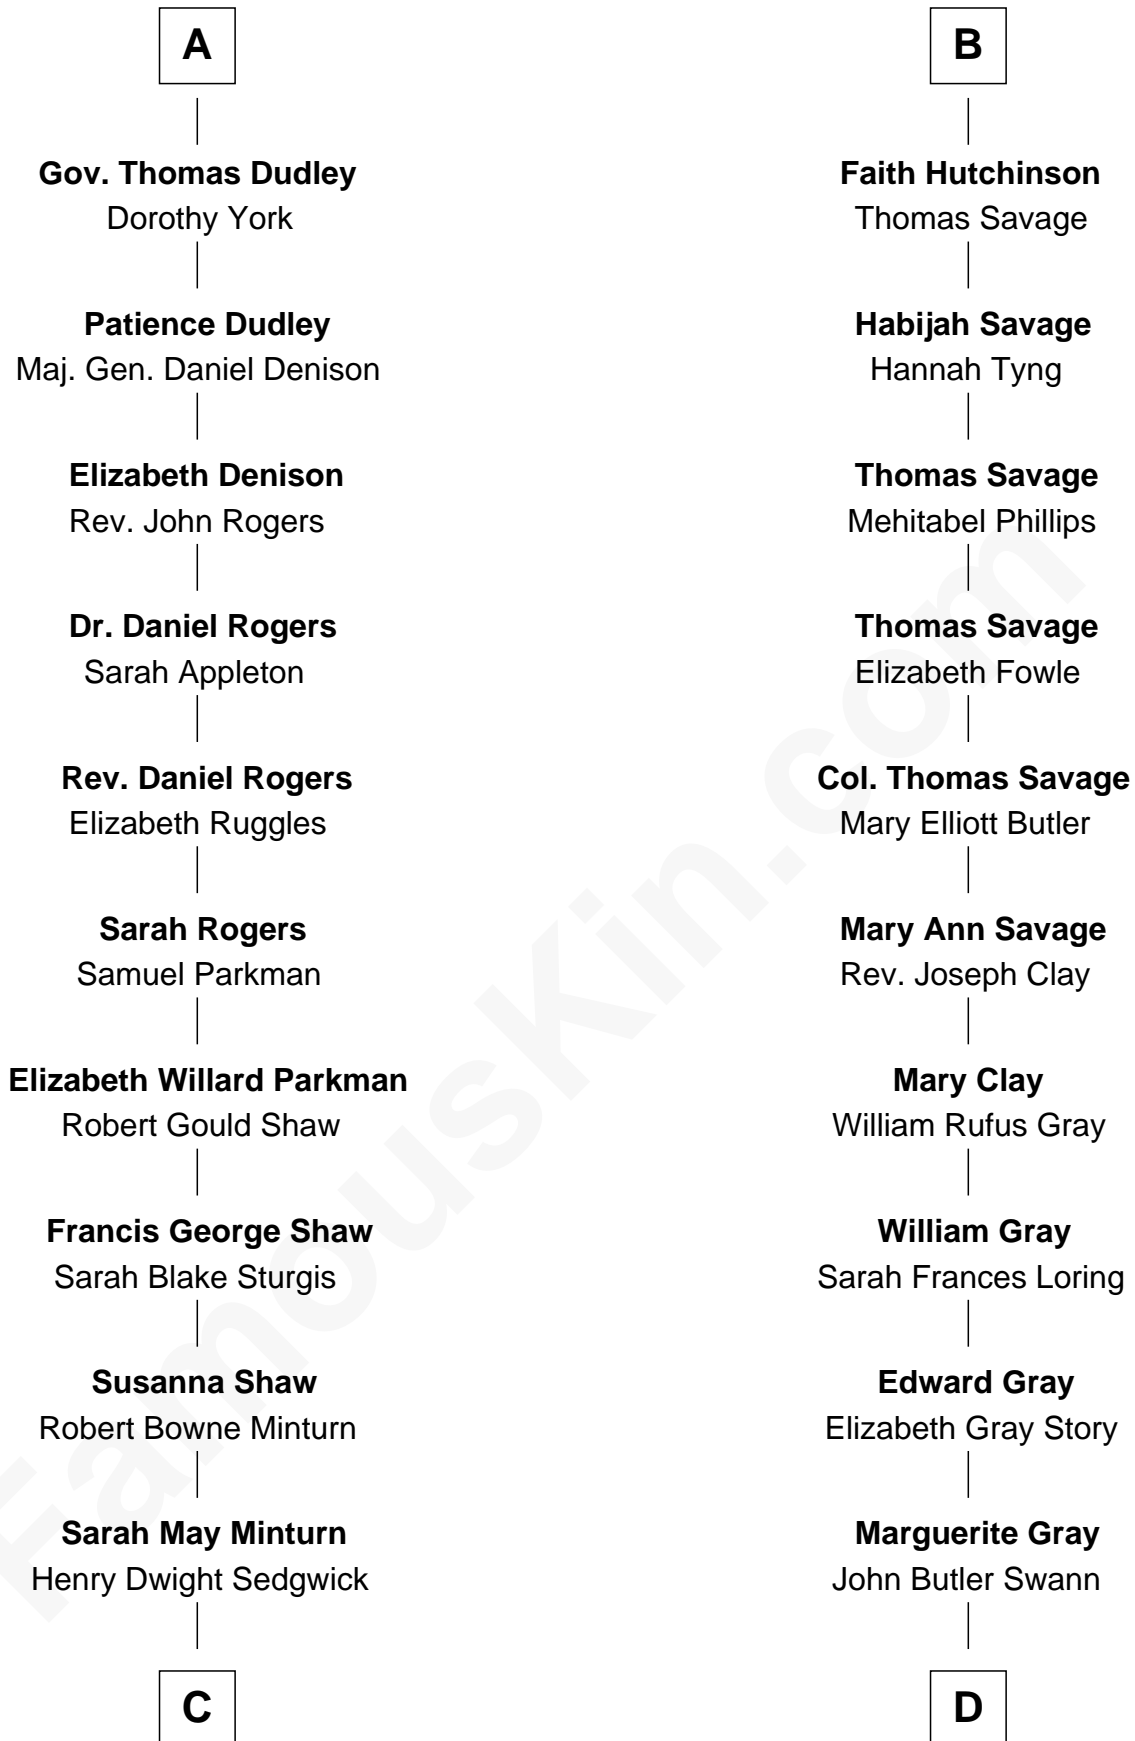 A
Gov. Thomas Dudley
Dorothy York
Patience Dudley
Maj. Gen. Daniel Denison
Elizabeth Denison
Rev. John Rogers
Dr. Daniel Rogers
Sarah Appleton
Rev. Daniel Rogers
Elizabeth Ruggles
Sarah Rogers
Samuel Parkman
Elizabeth Willard Parkman
Robert Gould Shaw
Francis George Shaw
Sarah Blake Sturgis
Susanna Shaw
Robert Bowne Minturn
Sarah May Minturn
Henry Dwight Sedgwick
C
B
Faith Hutchinson
Thomas Savage
Habijah Savage
Hannah Tyng
Thomas Savage
Mehitabel Phillips
Thomas Savage
Elizabeth Fowle
Col. Thomas Savage
Mary Elliott Butler
Mary Ann Savage
Rev. Joseph Clay
Mary Clay
William Rufus Gray
William Gray
Sarah Frances Loring
Edward Gray
Elizabeth Gray Story
Marguerite Gray
John Butler Swann
D
FamousKin.com